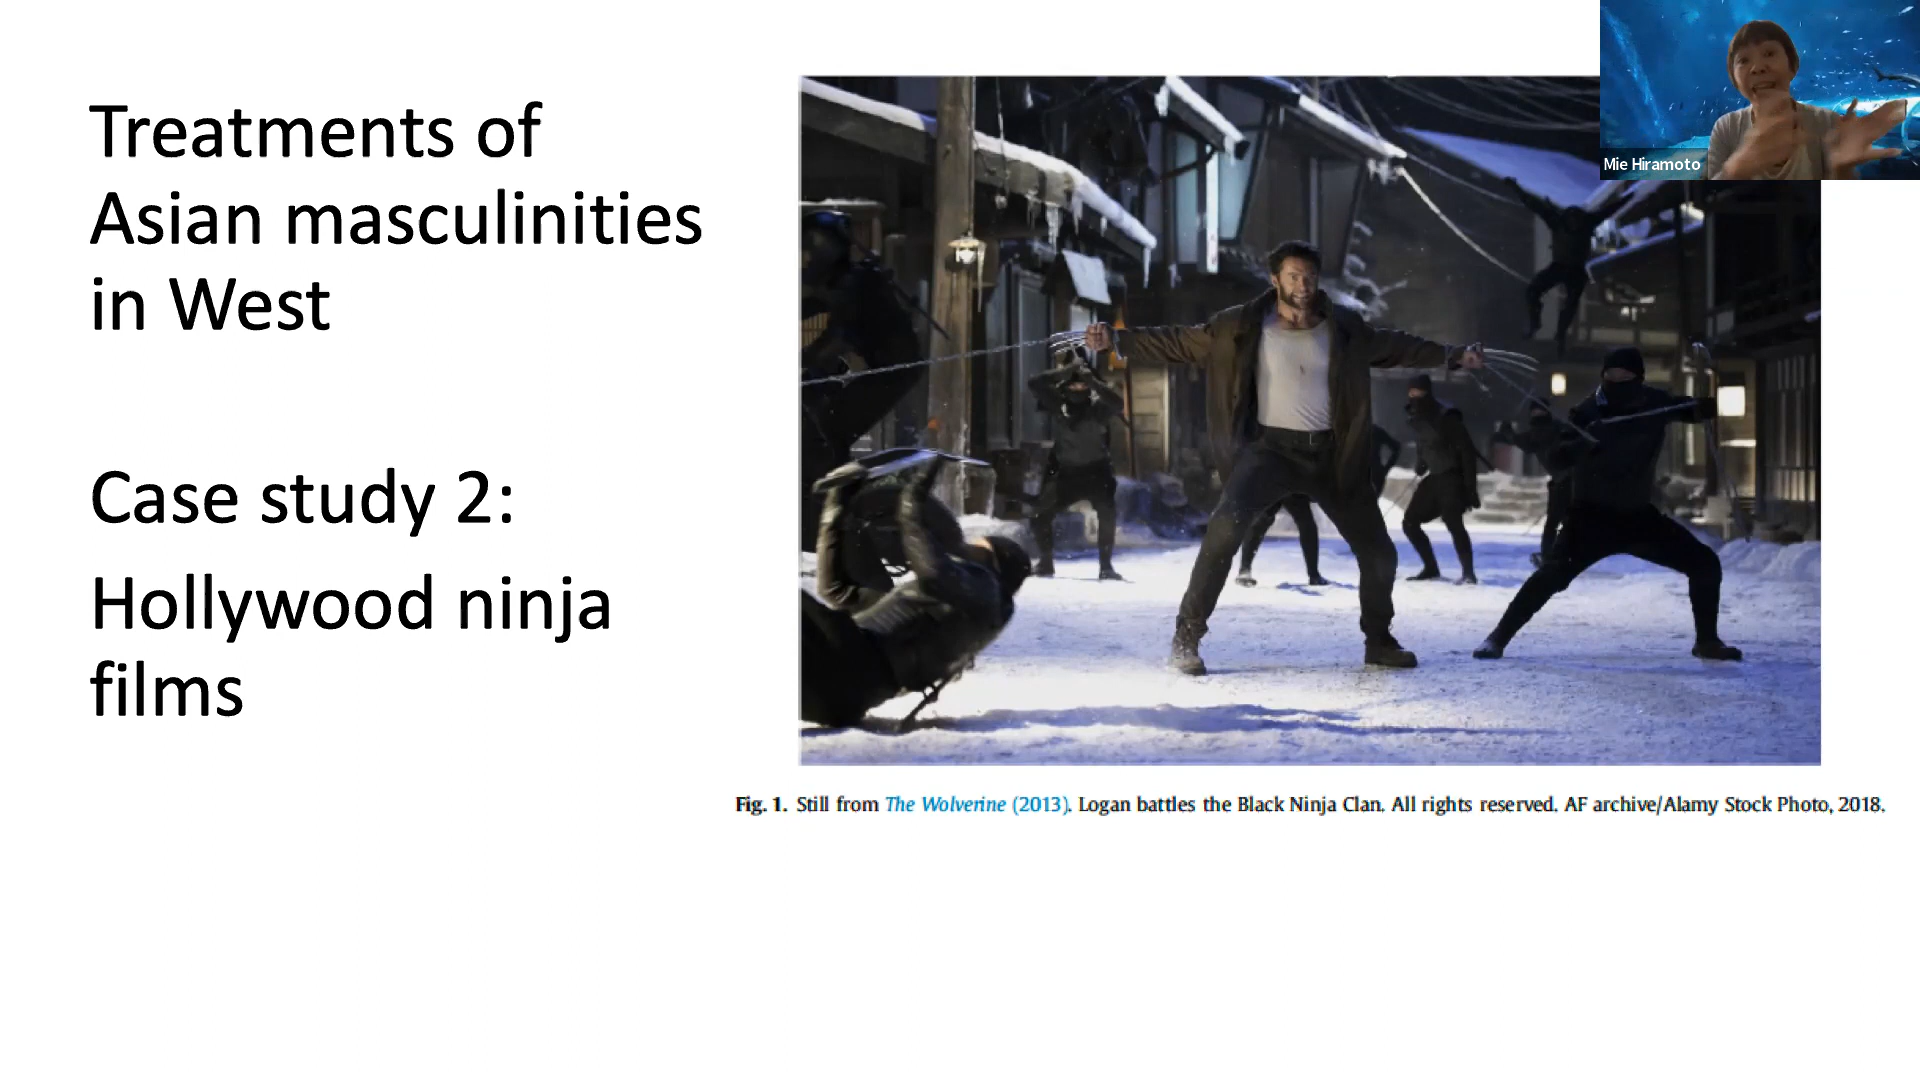 Treatments of
Asian masculinities
in West
Case study 2:
Hollywood ninja
films
Mie Hiramoto
Fig. 1. Still from The Wolverine (2013). Logan battles the Black Ninja Clan. All rights reserved. AF archive/Alamy Stock Photo, 2018.